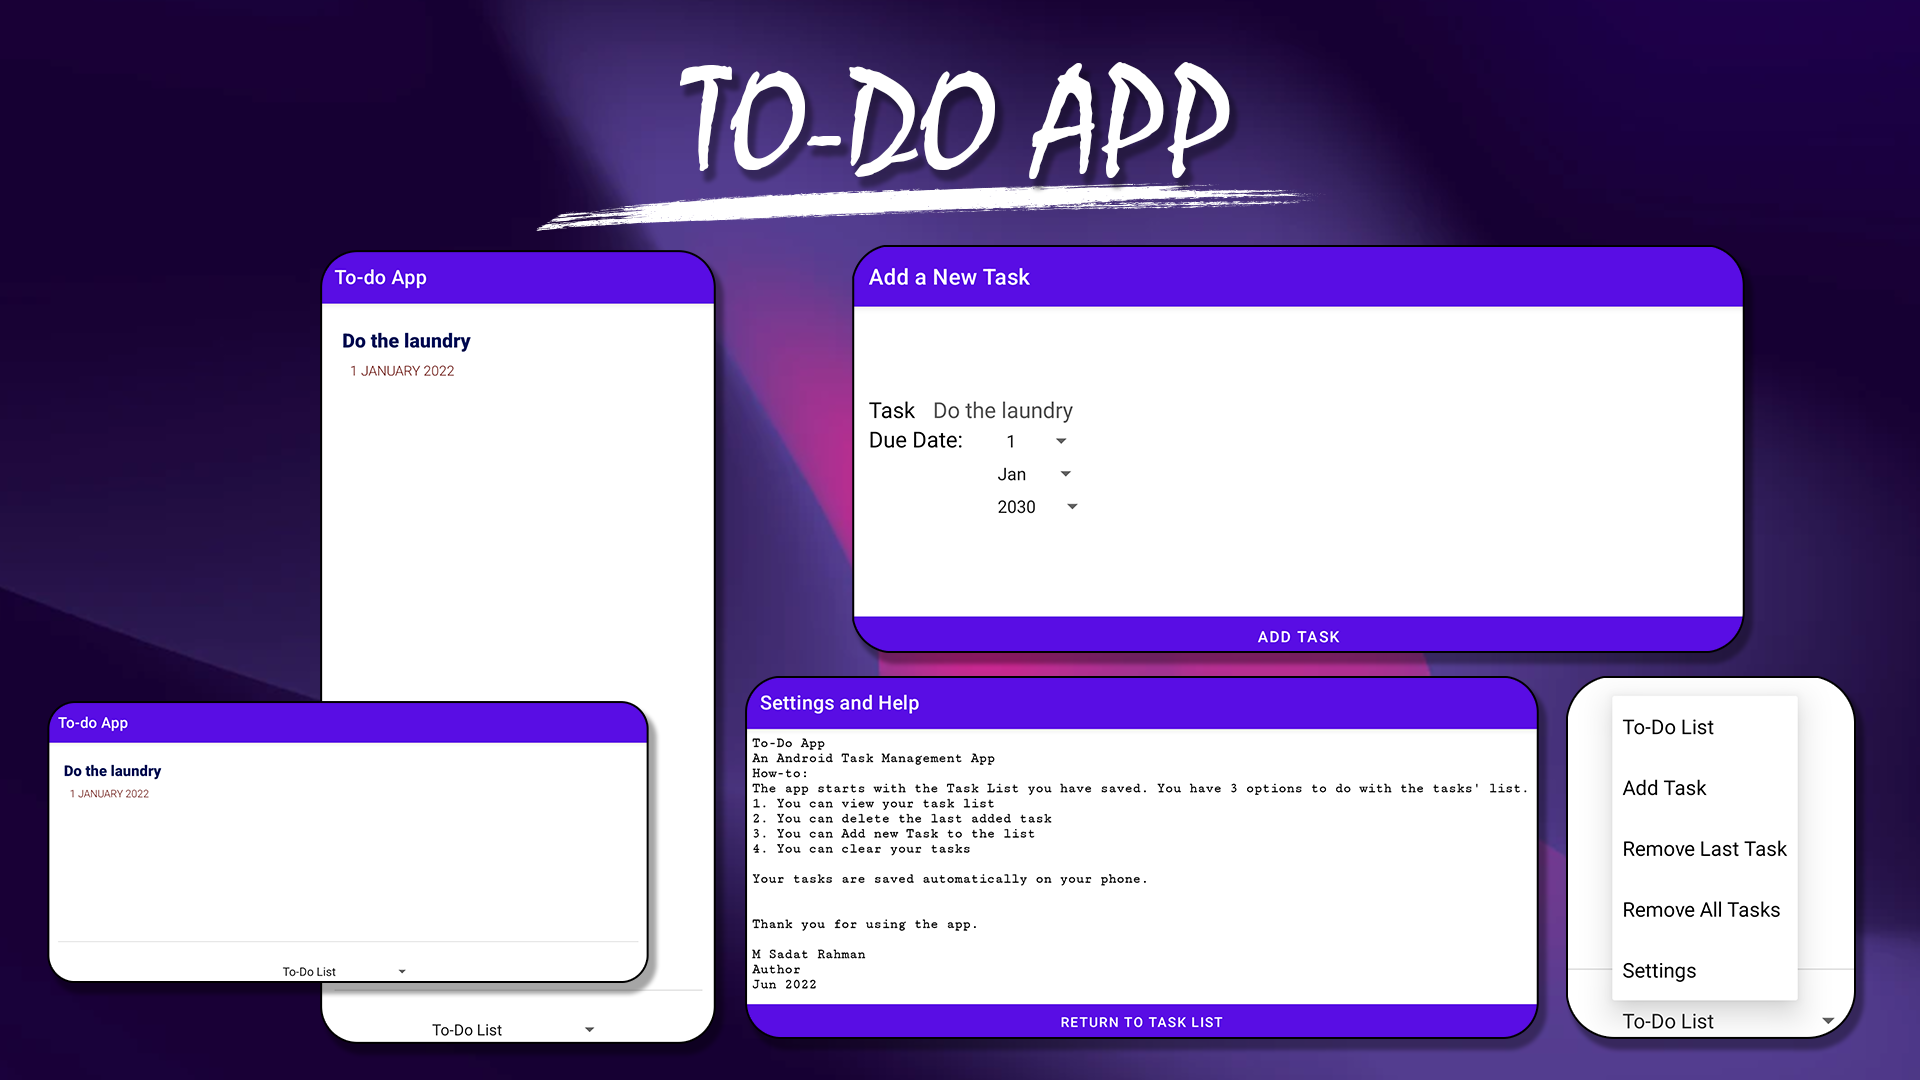 TO-DO APP
To-do App
Do the laundry
1 JANUARY 2022
To-Do List
To-do App
Do the laundry
1 JANUARY 2022
To-Do List
Add a New Task
Task Do the laundry
Due Date: 1
Jan
2030
ADD TASK
Settings and Help
To-Do App
An Android Task Management App
How-to:
The app starts with the Task List you have saved. You have 3 options to do with the tasks' list.
1. You can view your task list
2. You can delete the last added task
3. You can Add new Task to the list
4. You can clear your tasks
Your tasks are saved automatically on your phone.
Thank you for using the app.
M Sadat Rahman
Author
Jun 2022
RETURN TO TASK LIST
To-Do List
Add Task
Remove Last Task
Remove All Tasks
Settings
To-Do List